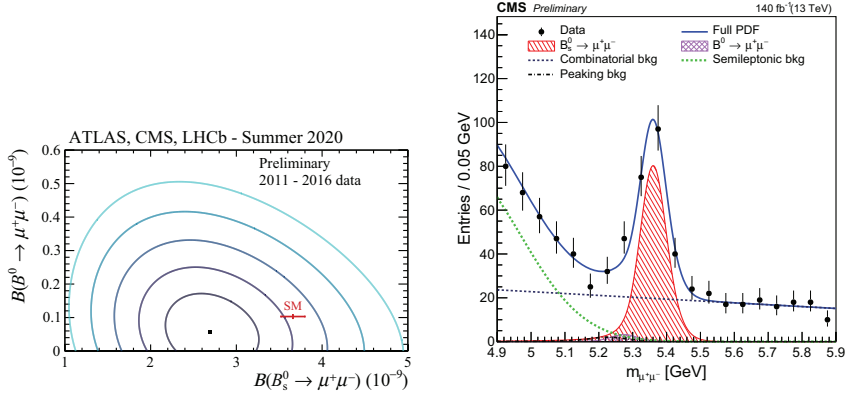 ATLAS, CMS, LHCb - Summer 2020
Preliminary
2011 - 2016 data
SM
B(B⁰ → μ⁺μ⁻) (10⁻⁹)
0.6
0.5
0.4
0.3
0.2
0.1
0
1 2 3 4 5
B(B⁰ₛ → μ⁺μ⁻) (10⁻⁹)
CMS Preliminary 140 fb⁻¹(13 TeV)
Data Full PDF
B⁰ₛ → μ⁺μ⁻ B⁰ → μ⁺μ⁻
Combinatorial bkg Semileptonic bkg
Peaking bkg
Entries / 0.05 GeV
140
120
100
80
60
40
20
0
4.9 5 5.1 5.2 5.3 5.4 5.5 5.6 5.7 5.8 5.9
m_μ⁺μ⁻ [GeV]